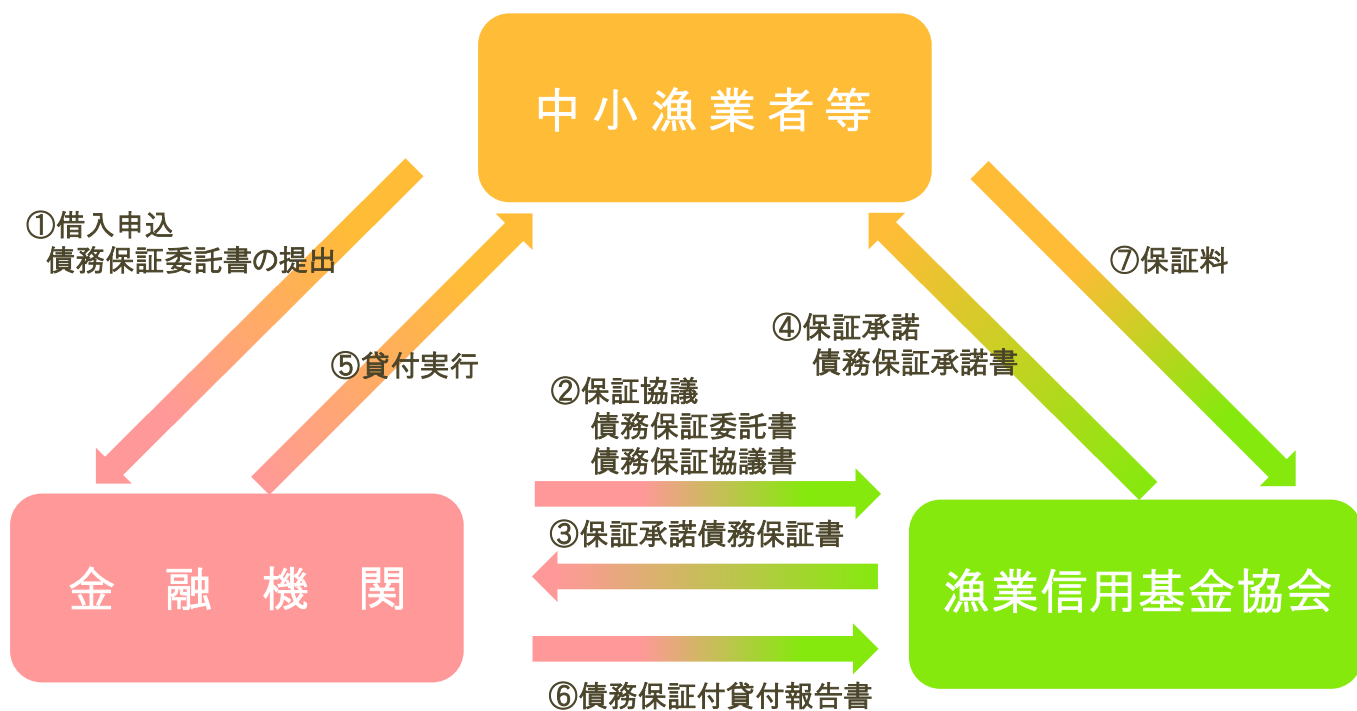 中小漁業者等
①借入申込
債務保証委託書の提出
⑦保証料
④保証承諾
債務保証承諾書
⑤貸付実行
②保証協議
債務保証委託書
債務保証協議書
③保証承諾債務保証書
金融機関
漁業信用基金協会
⑥債務保証付貸付報告書